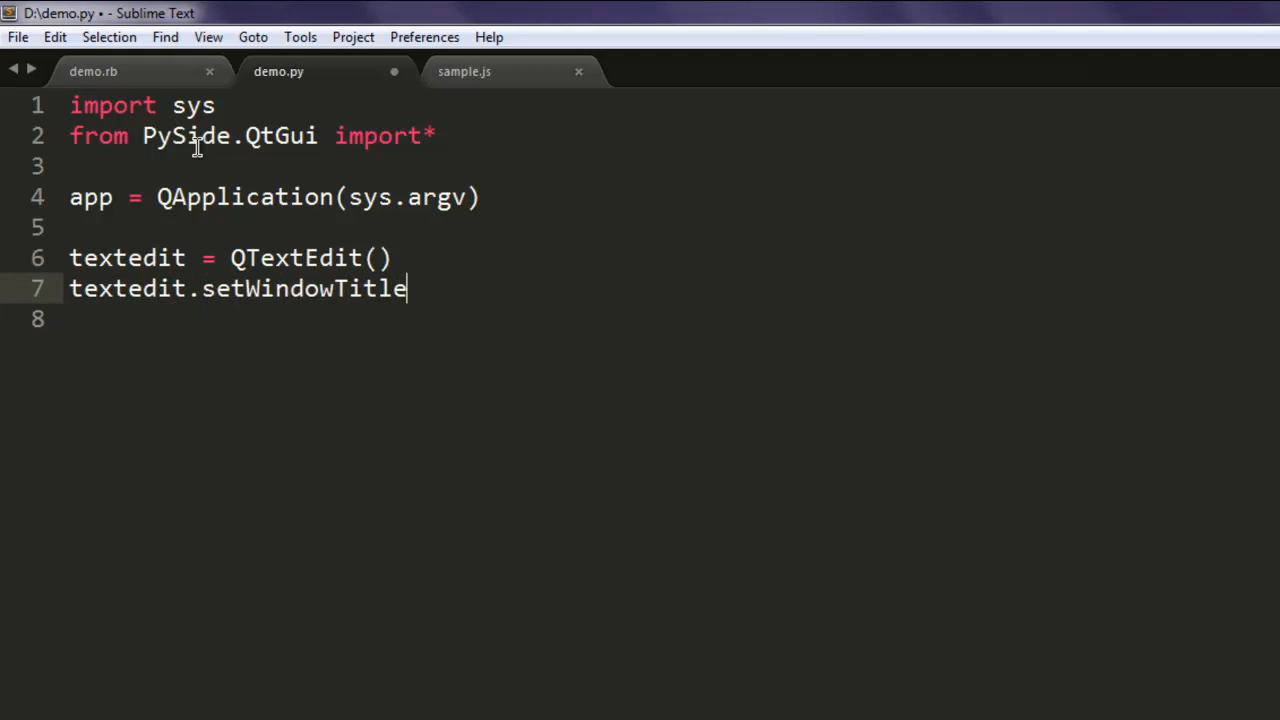 D:\demo.py • - Sublime Text
File Edit Selection Find View Goto Tools Project Preferences Help
demo.rb × demo.py sample.js ×
1 import sys
2 from PySide.QtGui import*
3
4 app = QApplication(sys.argv)
5
6 textedit = QTextEdit()
7 textedit.setWindowTitle
8